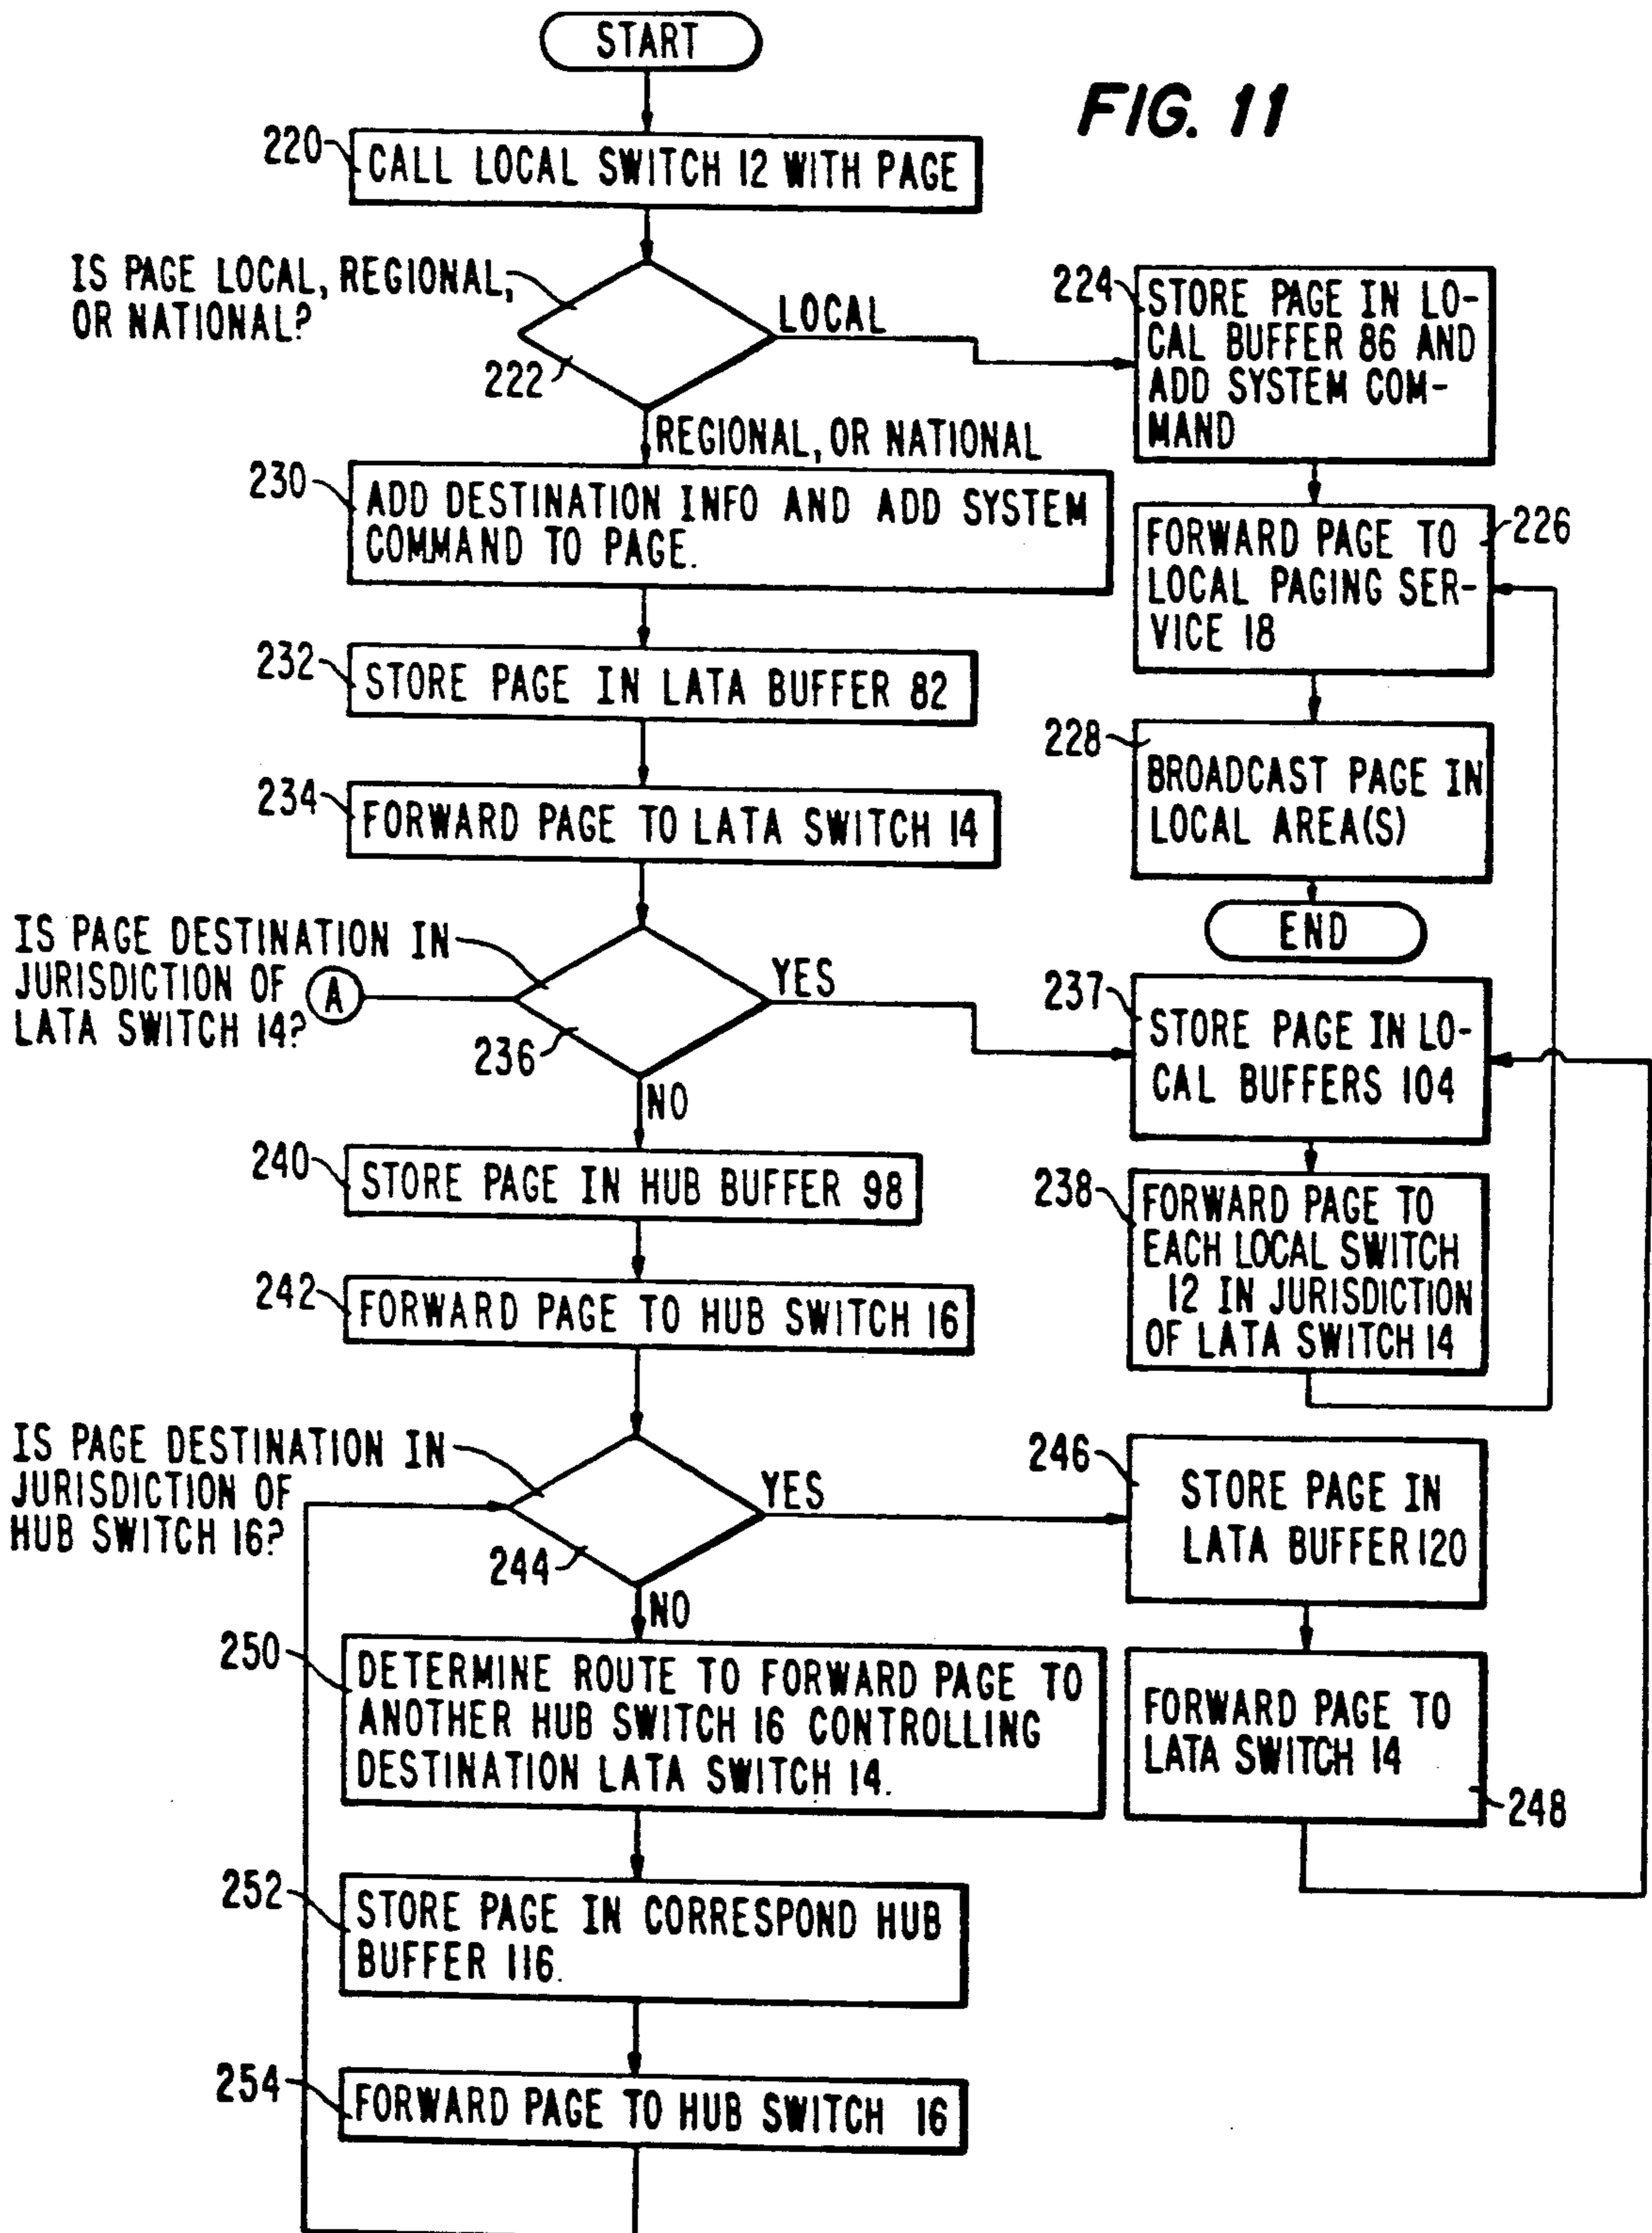 START
FIG. 11
220
CALL LOCAL SWITCH 12 WITH PAGE
IS PAGE LOCAL, REGIONAL,
OR NATIONAL?
222
LOCAL
REGIONAL, OR NATIONAL
224
STORE PAGE IN LO-
CAL BUFFER 86 AND
ADD SYSTEM COM-
MAND
226
FORWARD PAGE TO
LOCAL PAGING SER-
VICE 18
228
BROADCAST PAGE IN
LOCAL AREA(S)
END
230
ADD DESTINATION INFO AND ADD SYSTEM
COMMAND TO PAGE.
232
STORE PAGE IN LATA BUFFER 82
234
FORWARD PAGE TO LATA SWITCH 14
IS PAGE DESTINATION IN
JURISDICTION OF
LATA SWITCH 14?
A
236
YES
NO
237
STORE PAGE IN LO-
CAL BUFFERS 104
238
FORWARD PAGE TO
EACH LOCAL SWITCH
12 IN JURISDICTION
OF LATA SWITCH 14
240
STORE PAGE IN HUB BUFFER 98
242
FORWARD PAGE TO HUB SWITCH 16
IS PAGE DESTINATION IN
JURISDICTION OF
HUB SWITCH 16?
244
YES
NO
246
STORE PAGE IN
LATA BUFFER 120
FORWARD PAGE TO
LATA SWITCH 14
248
250
DETERMINE ROUTE TO FORWARD PAGE TO
ANOTHER HUB SWITCH 16 CONTROLLING
DESTINATION LATA SWITCH 14.
252
STORE PAGE IN CORRESPOND HUB
BUFFER 116.
254
FORWARD PAGE TO HUB SWITCH 16